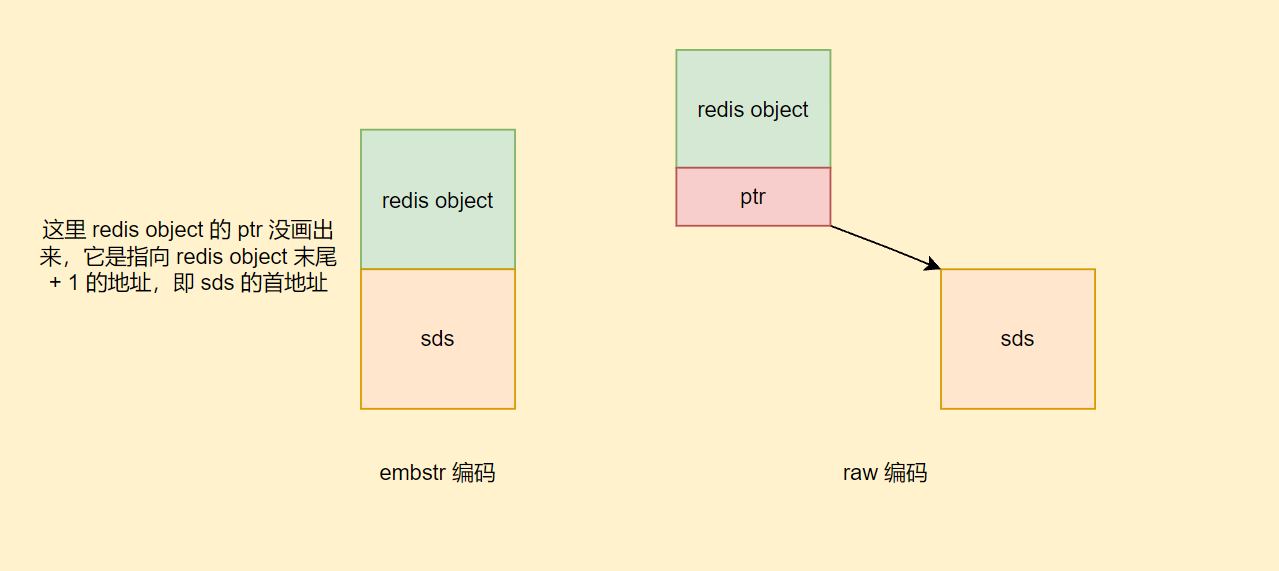 redis object
ptr
redis object
这里 redis object 的 ptr 没画出
来，它是指向 redis object 末尾
+ 1 的地址，即 sds 的首地址
sds
sds
embstr 编码
raw 编码